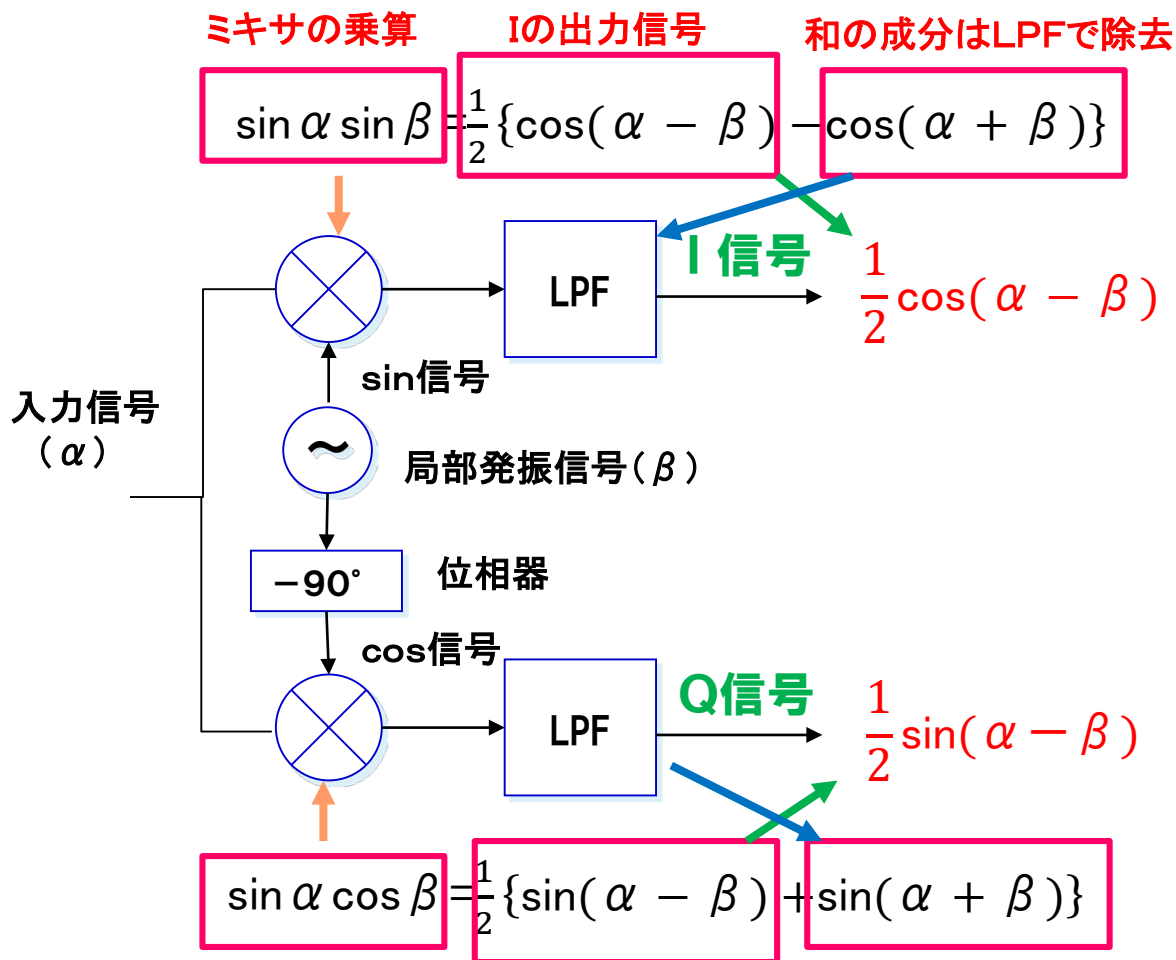 ミキサの乗算 Iの出力信号 和の成分はLPFで除去
sin α sin β = 1/2 {cos( α － β ) － cos( α + β )}
I 信号
LPF
1/2 cos( α － β )
sin信号
入力信号
（α）
～
局部発振信号（β）
－90°
位相器
cos信号
Q信号
LPF
1/2 sin( α － β )
sin α cos β = 1/2 {sin( α － β ) + sin( α + β )}